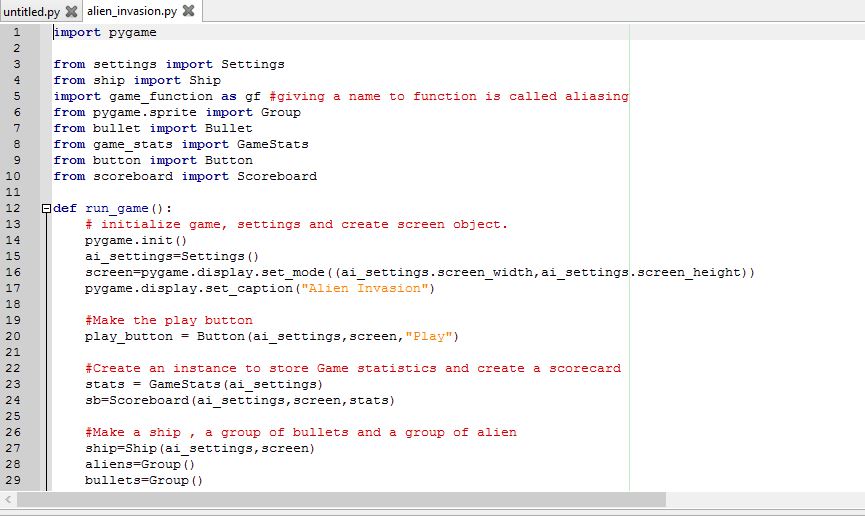 untitled.py alien_invasion.py
1 import pygame
2
3 from settings import Settings
4 from ship import Ship
5 import game_function as gf #giving a name to function is called aliasing
6 from pygame.sprite import Group
7 from bullet import Bullet
8 from game_stats import GameStats
9 from button import Button
10 from scoreboard import Scoreboard
11
12 def run_game():
13     # initialize game, settings and create screen object.
14     pygame.init()
15     ai_settings=Settings()
16     screen=pygame.display.set_mode((ai_settings.screen_width,ai_settings.screen_height))
17     pygame.display.set_caption("Alien Invasion")
18
19     #Make the play button
20     play_button = Button(ai_settings,screen,"Play")
21
22     #Create an instance to store Game statistics and create a scorecard
23     stats = GameStats(ai_settings)
24     sb=Scoreboard(ai_settings,screen,stats)
25
26     #Make a ship , a group of bullets and a group of alien
27     ship=Ship(ai_settings,screen)
28     aliens=Group()
29     bullets=Group()